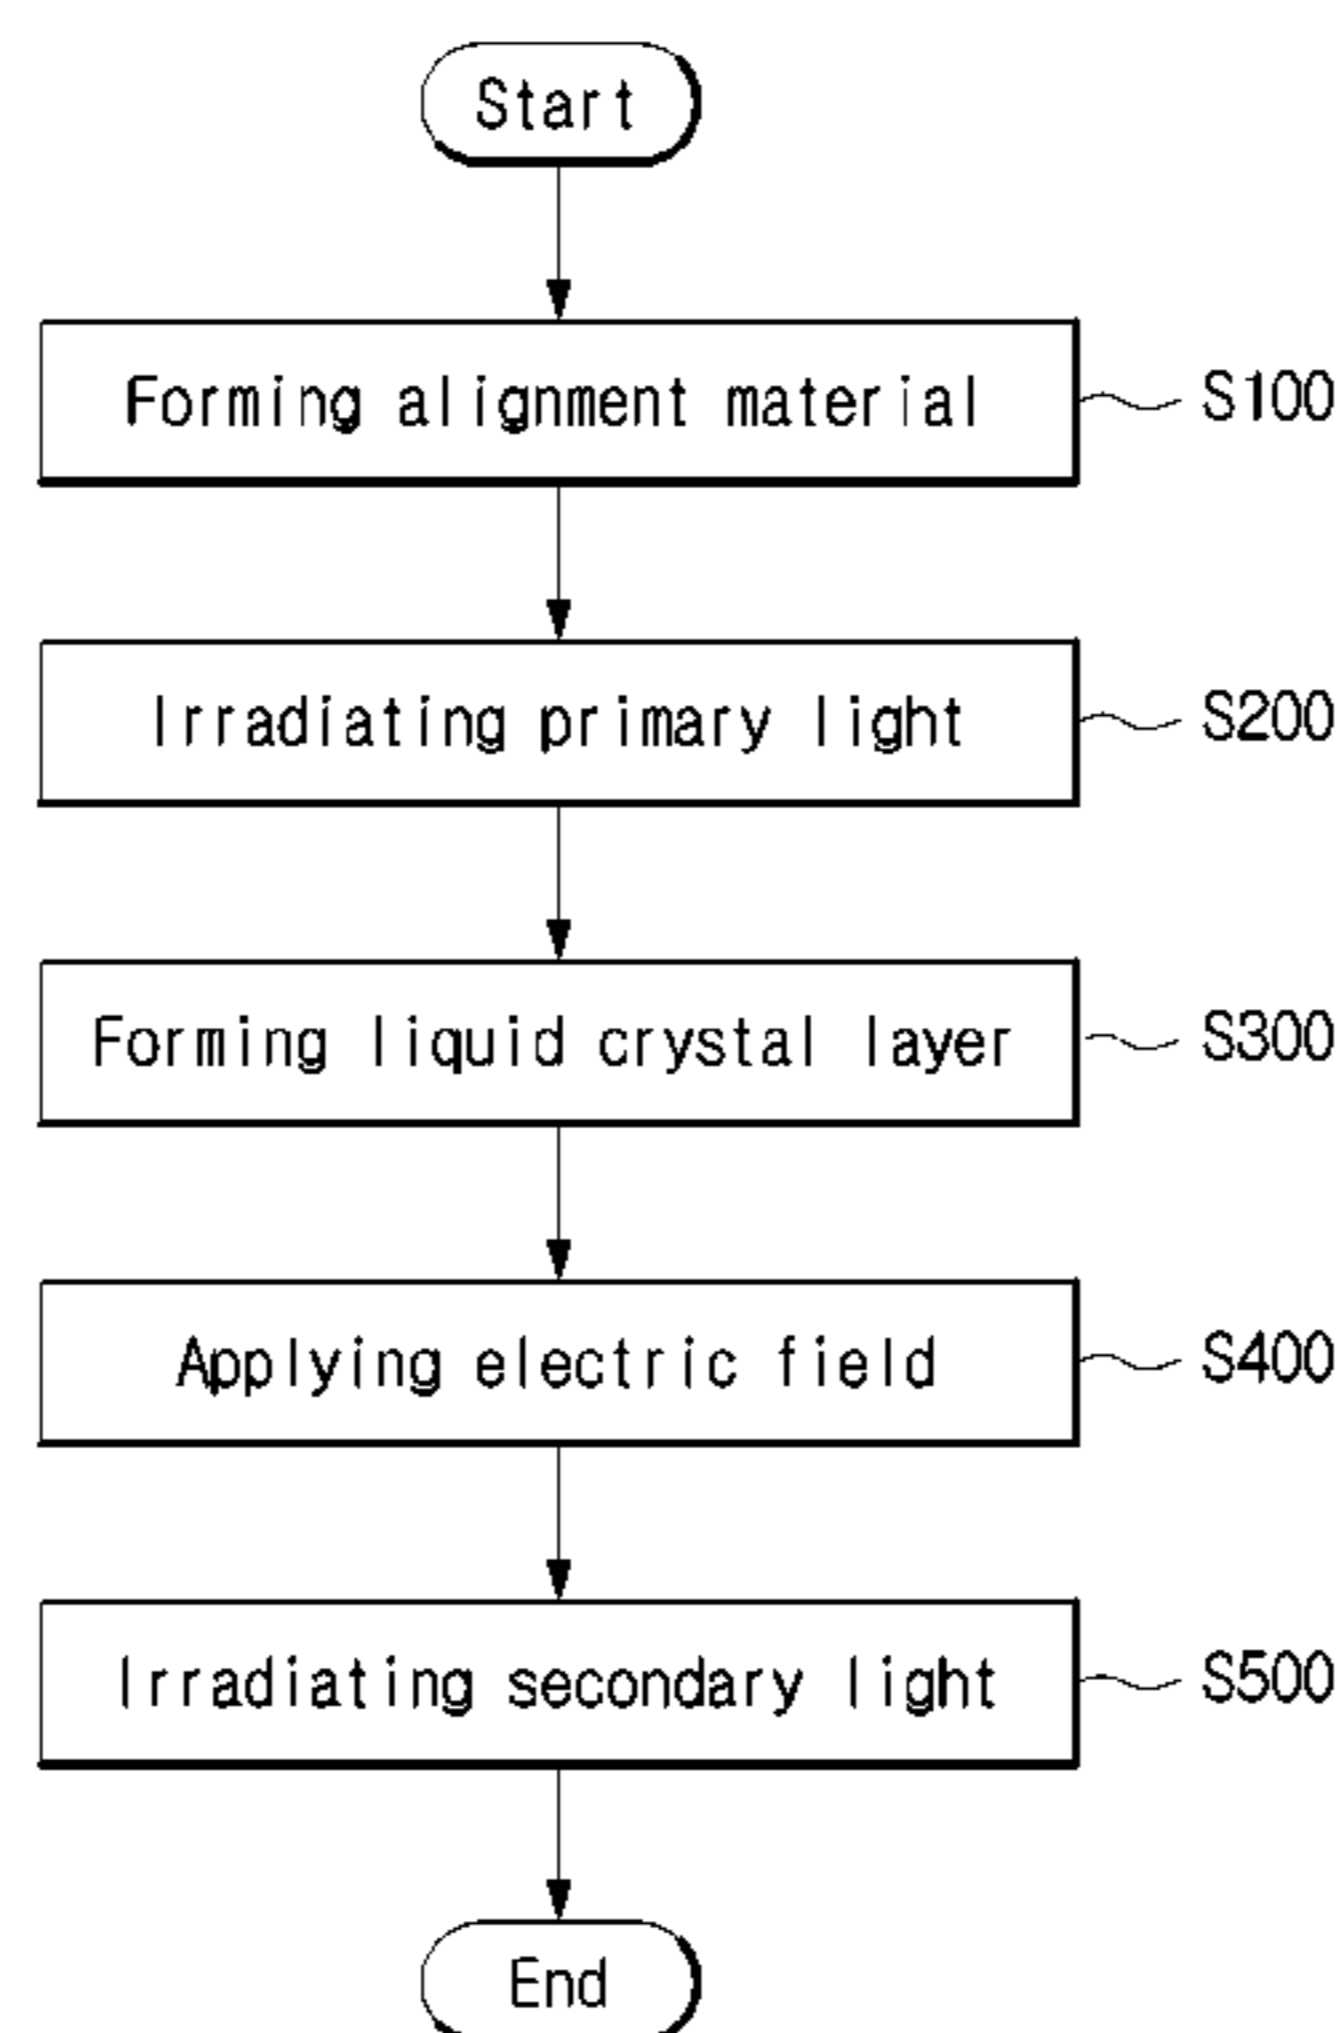 Start
Forming alignment material
S100
Irradiating primary light
S200
Forming liquid crystal layer
S300
Applying electric field
S400
Irradiating secondary light
S500
End